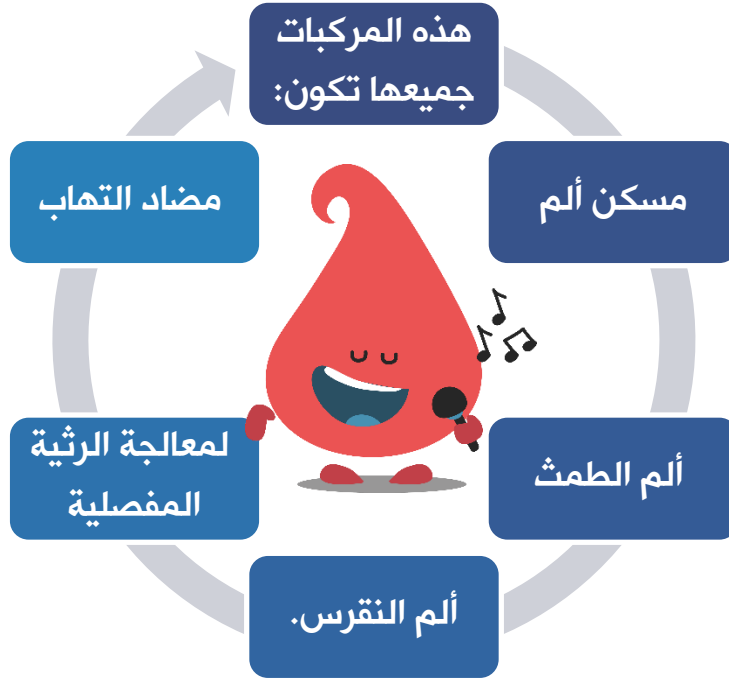 هذه المركبات
جميعها تكون:
مسكن ألم
ألم الطمث
ألم النقرس.
لمعالجة الرثية
المفصلية
مضاد التهاب